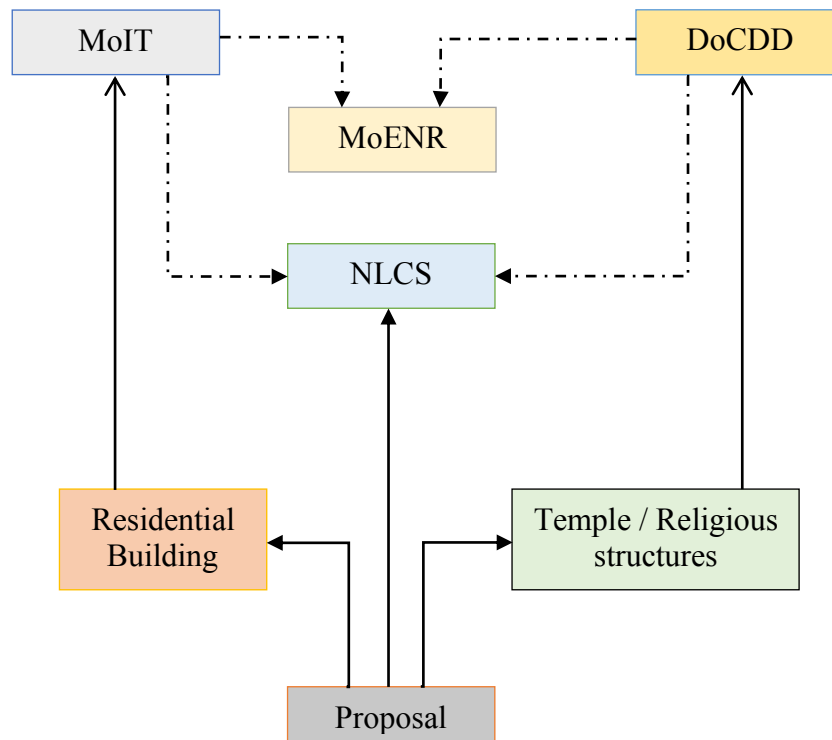 MoIT
DoCDD
MoENR
NLCS
Residential
Building
Temple / Religious
structures
Proposal